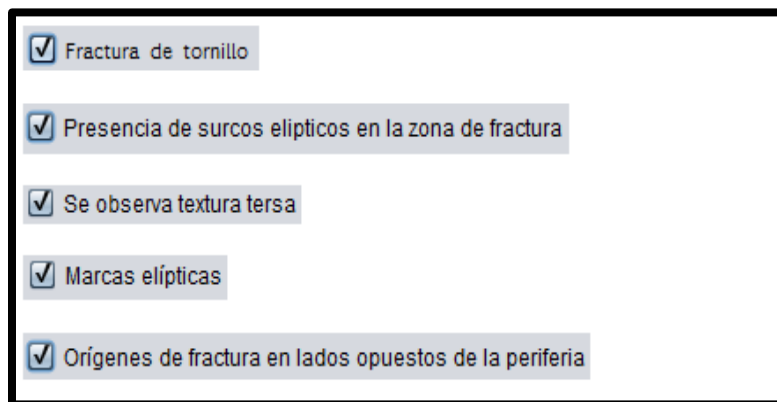 Fractura de tornillo
Presencia de surcos elipticos en la zona de fractura
Se observa textura tersa
Marcas elípticas
Orígenes de fractura en lados opuestos de la periferia